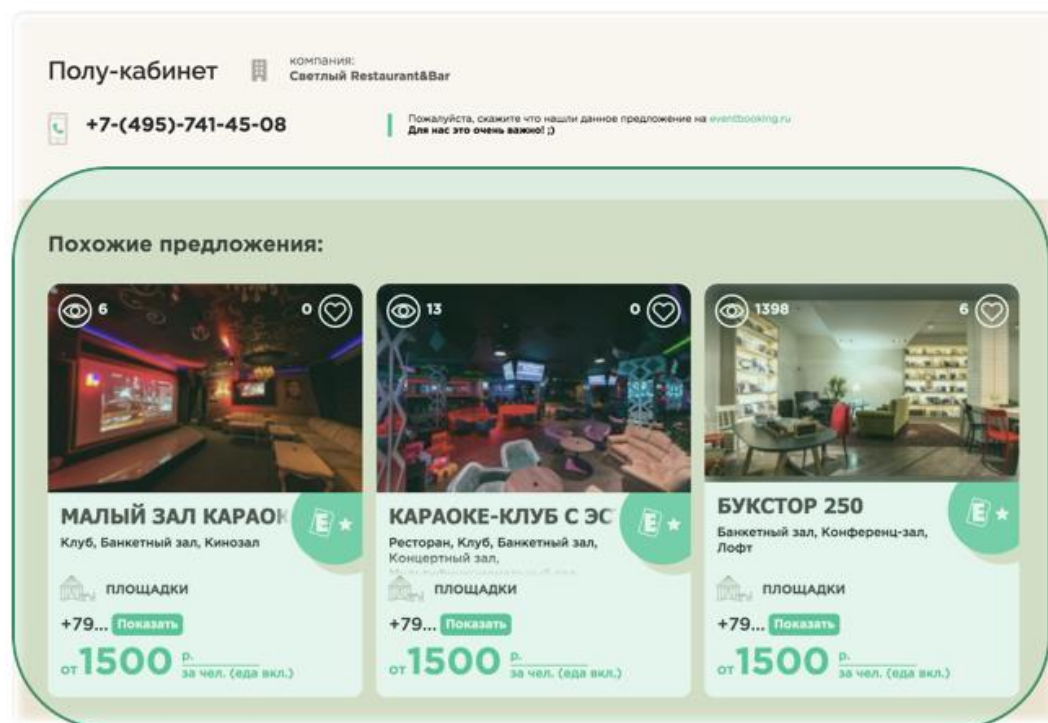 Полу-кабинет
компания:
Светлый Restaurant&Bar
+7-(495)-741-45-08
Пожалуйста, скажите что нашли данное предложение на eventbooking.ru
Для нас это очень важно! ;)
Похожие предложения:
6
0
МАЛЫЙ ЗАЛ КАРАОК
Клуб, Банкетный зал, Кинозал
ПЛОЩАДКИ
+79... Показать
от 1500 р.
за чел. (еда вкл.)
13
0
КАРАОКЕ-КЛУБ С ЭС
Ресторан, Клуб, Банкетный зал,
Концертный зал,
ПЛОЩАДКИ
+79... Показать
от 1500 р.
за чел. (еда вкл.)
1398
6
БУКСТОР 250
Банкетный зал, Конференц-зал,
Лофт
ПЛОЩАДКИ
+79... Показать
от 1500 р.
за чел. (еда вкл.)